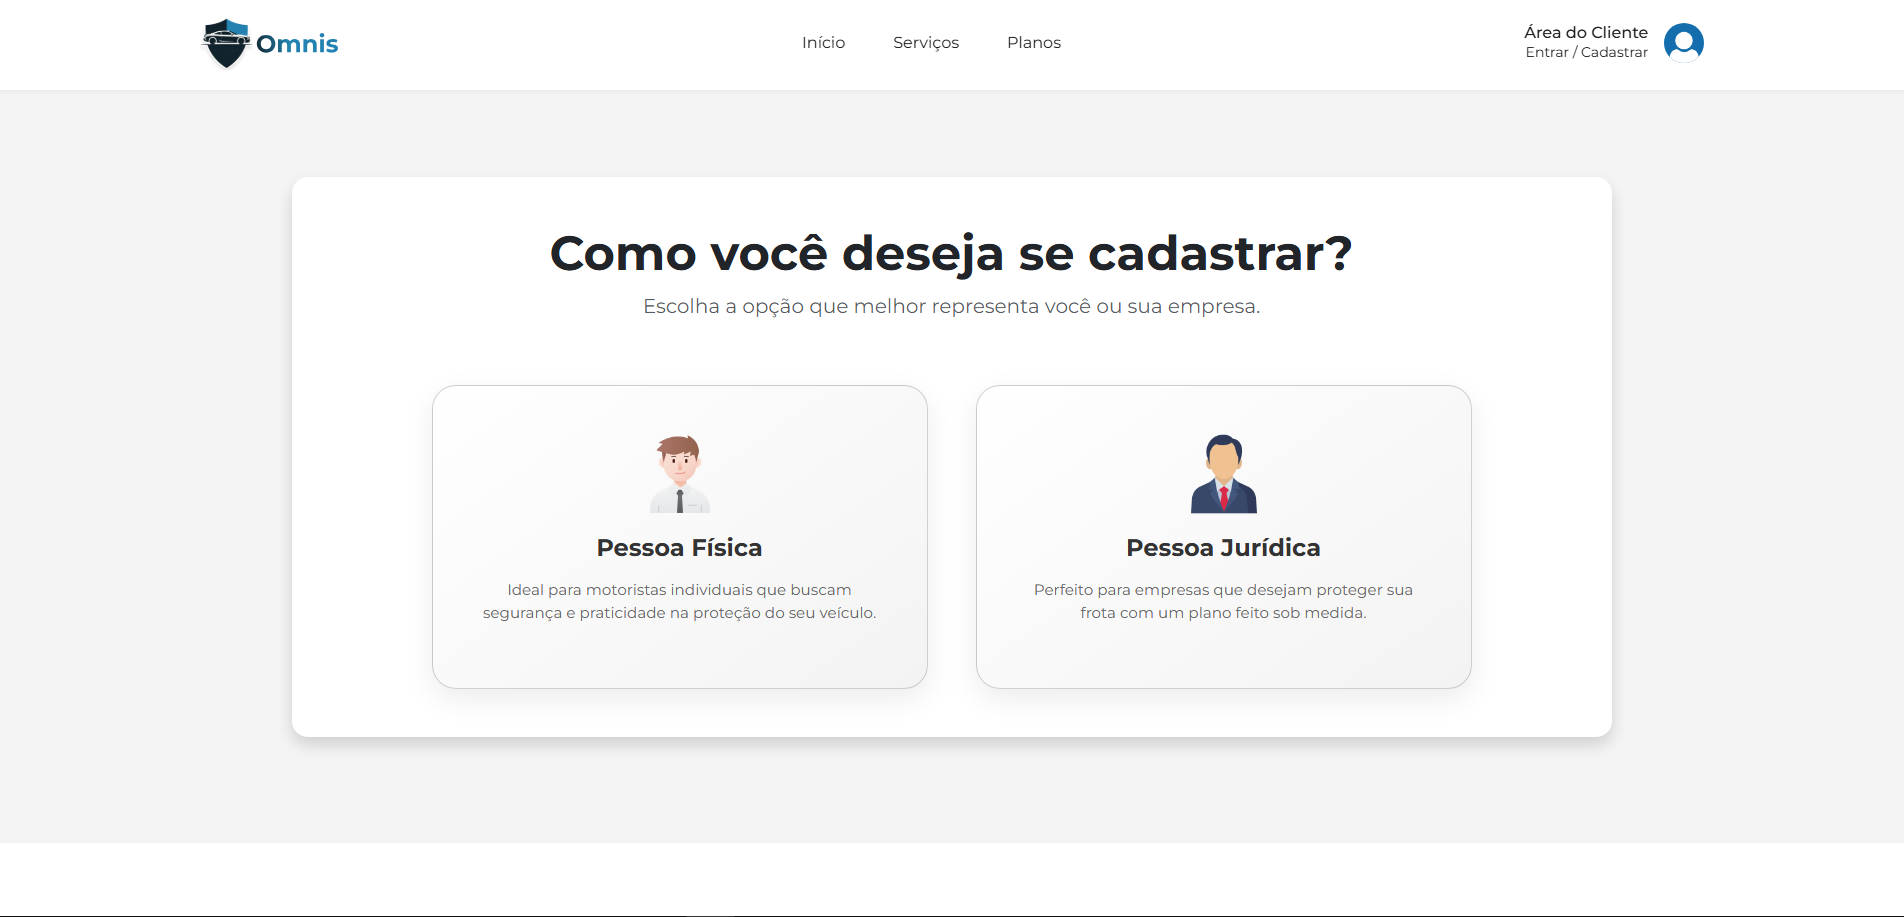 Omnis
Início
Serviços
Planos
Área do Cliente
Entrar / Cadastrar
Como você deseja se cadastrar?
Escolha a opção que melhor representa você ou sua empresa.
Pessoa Física
Ideal para motoristas individuais que buscam
segurança e praticidade na proteção do seu veículo.
Pessoa Jurídica
Perfeito para empresas que desejam proteger sua
frota com um plano feito sob medida.